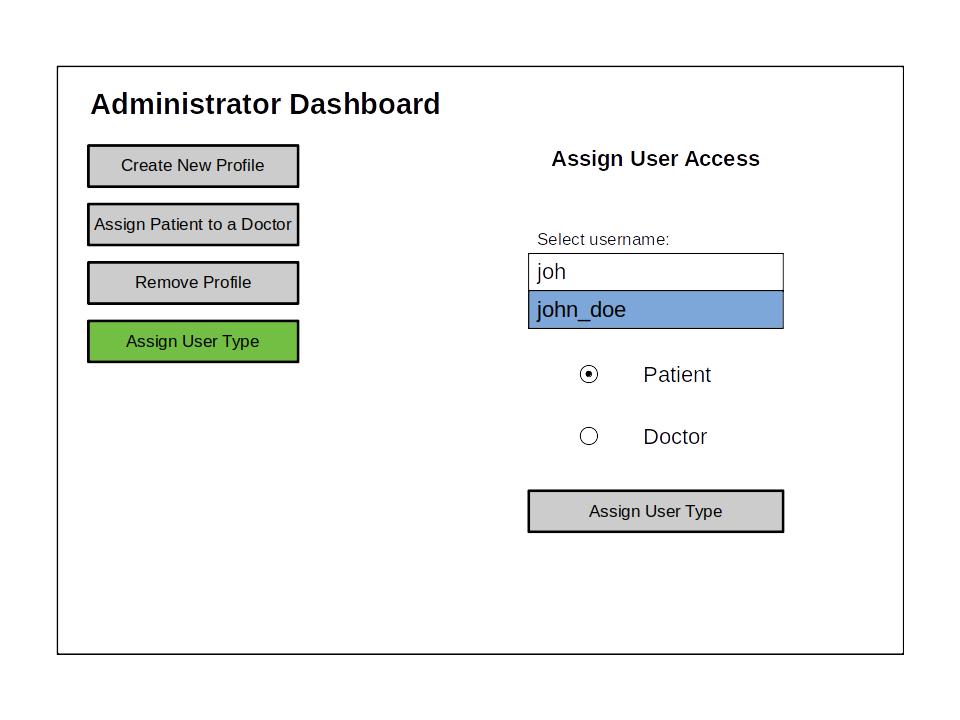 Administrator Dashboard
Create New Profile
Assign Patient to a Doctor
Remove Profile
Assign User Type
Assign User Access
Select username:
joh
john_doe
Patient
Doctor
Assign User Type